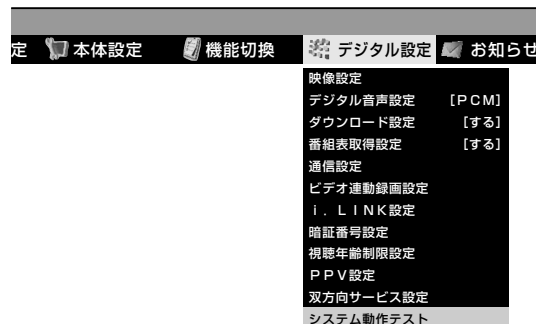 定 本体設定 機能切換 デジタル設定 お知らせ
映像設定
デジタル音声設定 [PCM]
ダウンロード設定 [する]
番組表取得設定 [する]
通信設定
ビデオ連動録画設定
i．LINK設定
暗証番号設定
視聴年齢制限設定
PPV設定
双方向サービス設定
システム動作テスト